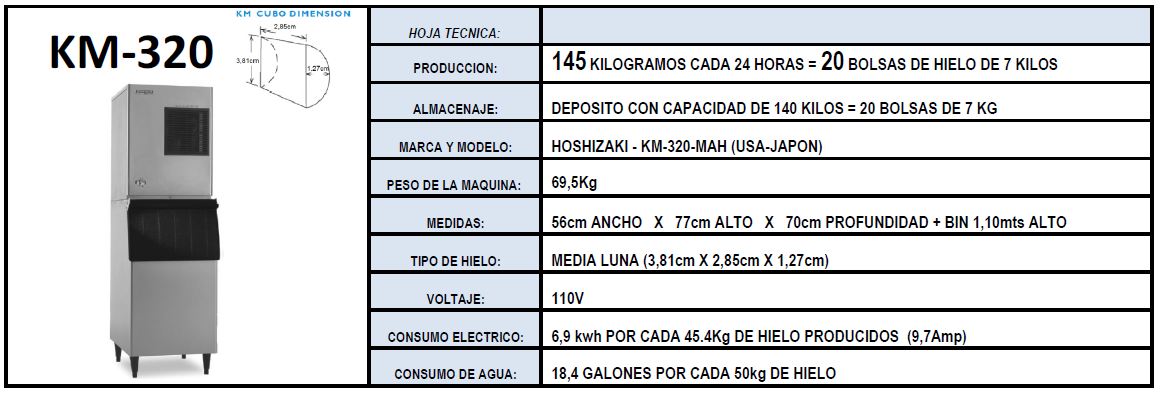 KM CUBO DIMENSION
2,85cm
3,81cm
1,27cm
KM-320
HOJA TECNICA:
PRODUCCION: 145 KILOGRAMOS CADA 24 HORAS = 20 BOLSAS DE HIELO DE 7 KILOS
ALMACENAJE: DEPOSITO CON CAPACIDAD DE 140 KILOS = 20 BOLSAS DE 7 KG
MARCA Y MODELO: HOSHIZAKI - KM-320-MAH (USA-JAPON)
PESO DE LA MAQUINA: 69,5Kg
MEDIDAS: 56cm ANCHO X 77cm ALTO X 70cm PROFUNDIDAD + BIN 1,10mts ALTO
TIPO DE HIELO: MEDIA LUNA (3,81cm X 2,85cm X 1,27cm)
VOLTAJE: 110V
CONSUMO ELECTRICO: 6,9 kwh POR CADA 45.4Kg DE HIELO PRODUCIDOS (9,7Amp)
CONSUMO DE AGUA: 18,4 GALONES POR CADA 50kg DE HIELO